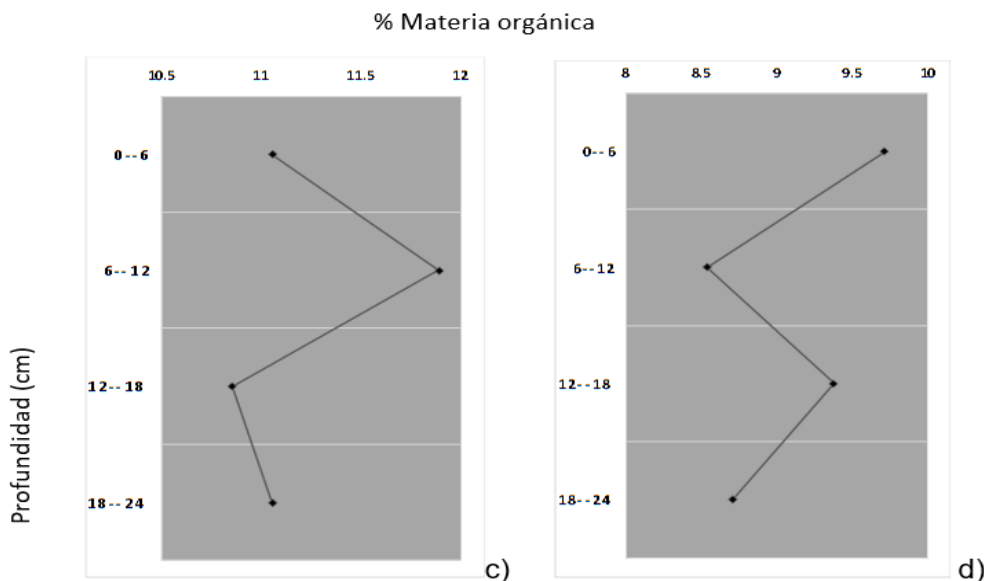 % Materia orgánica
10.5 11 11.5 12
0--6
6--12
12--18
18--24
c)
8 8.5 9 9.5 10
0--6
6--12
12--18
18--24
d)
Profundidad (cm)